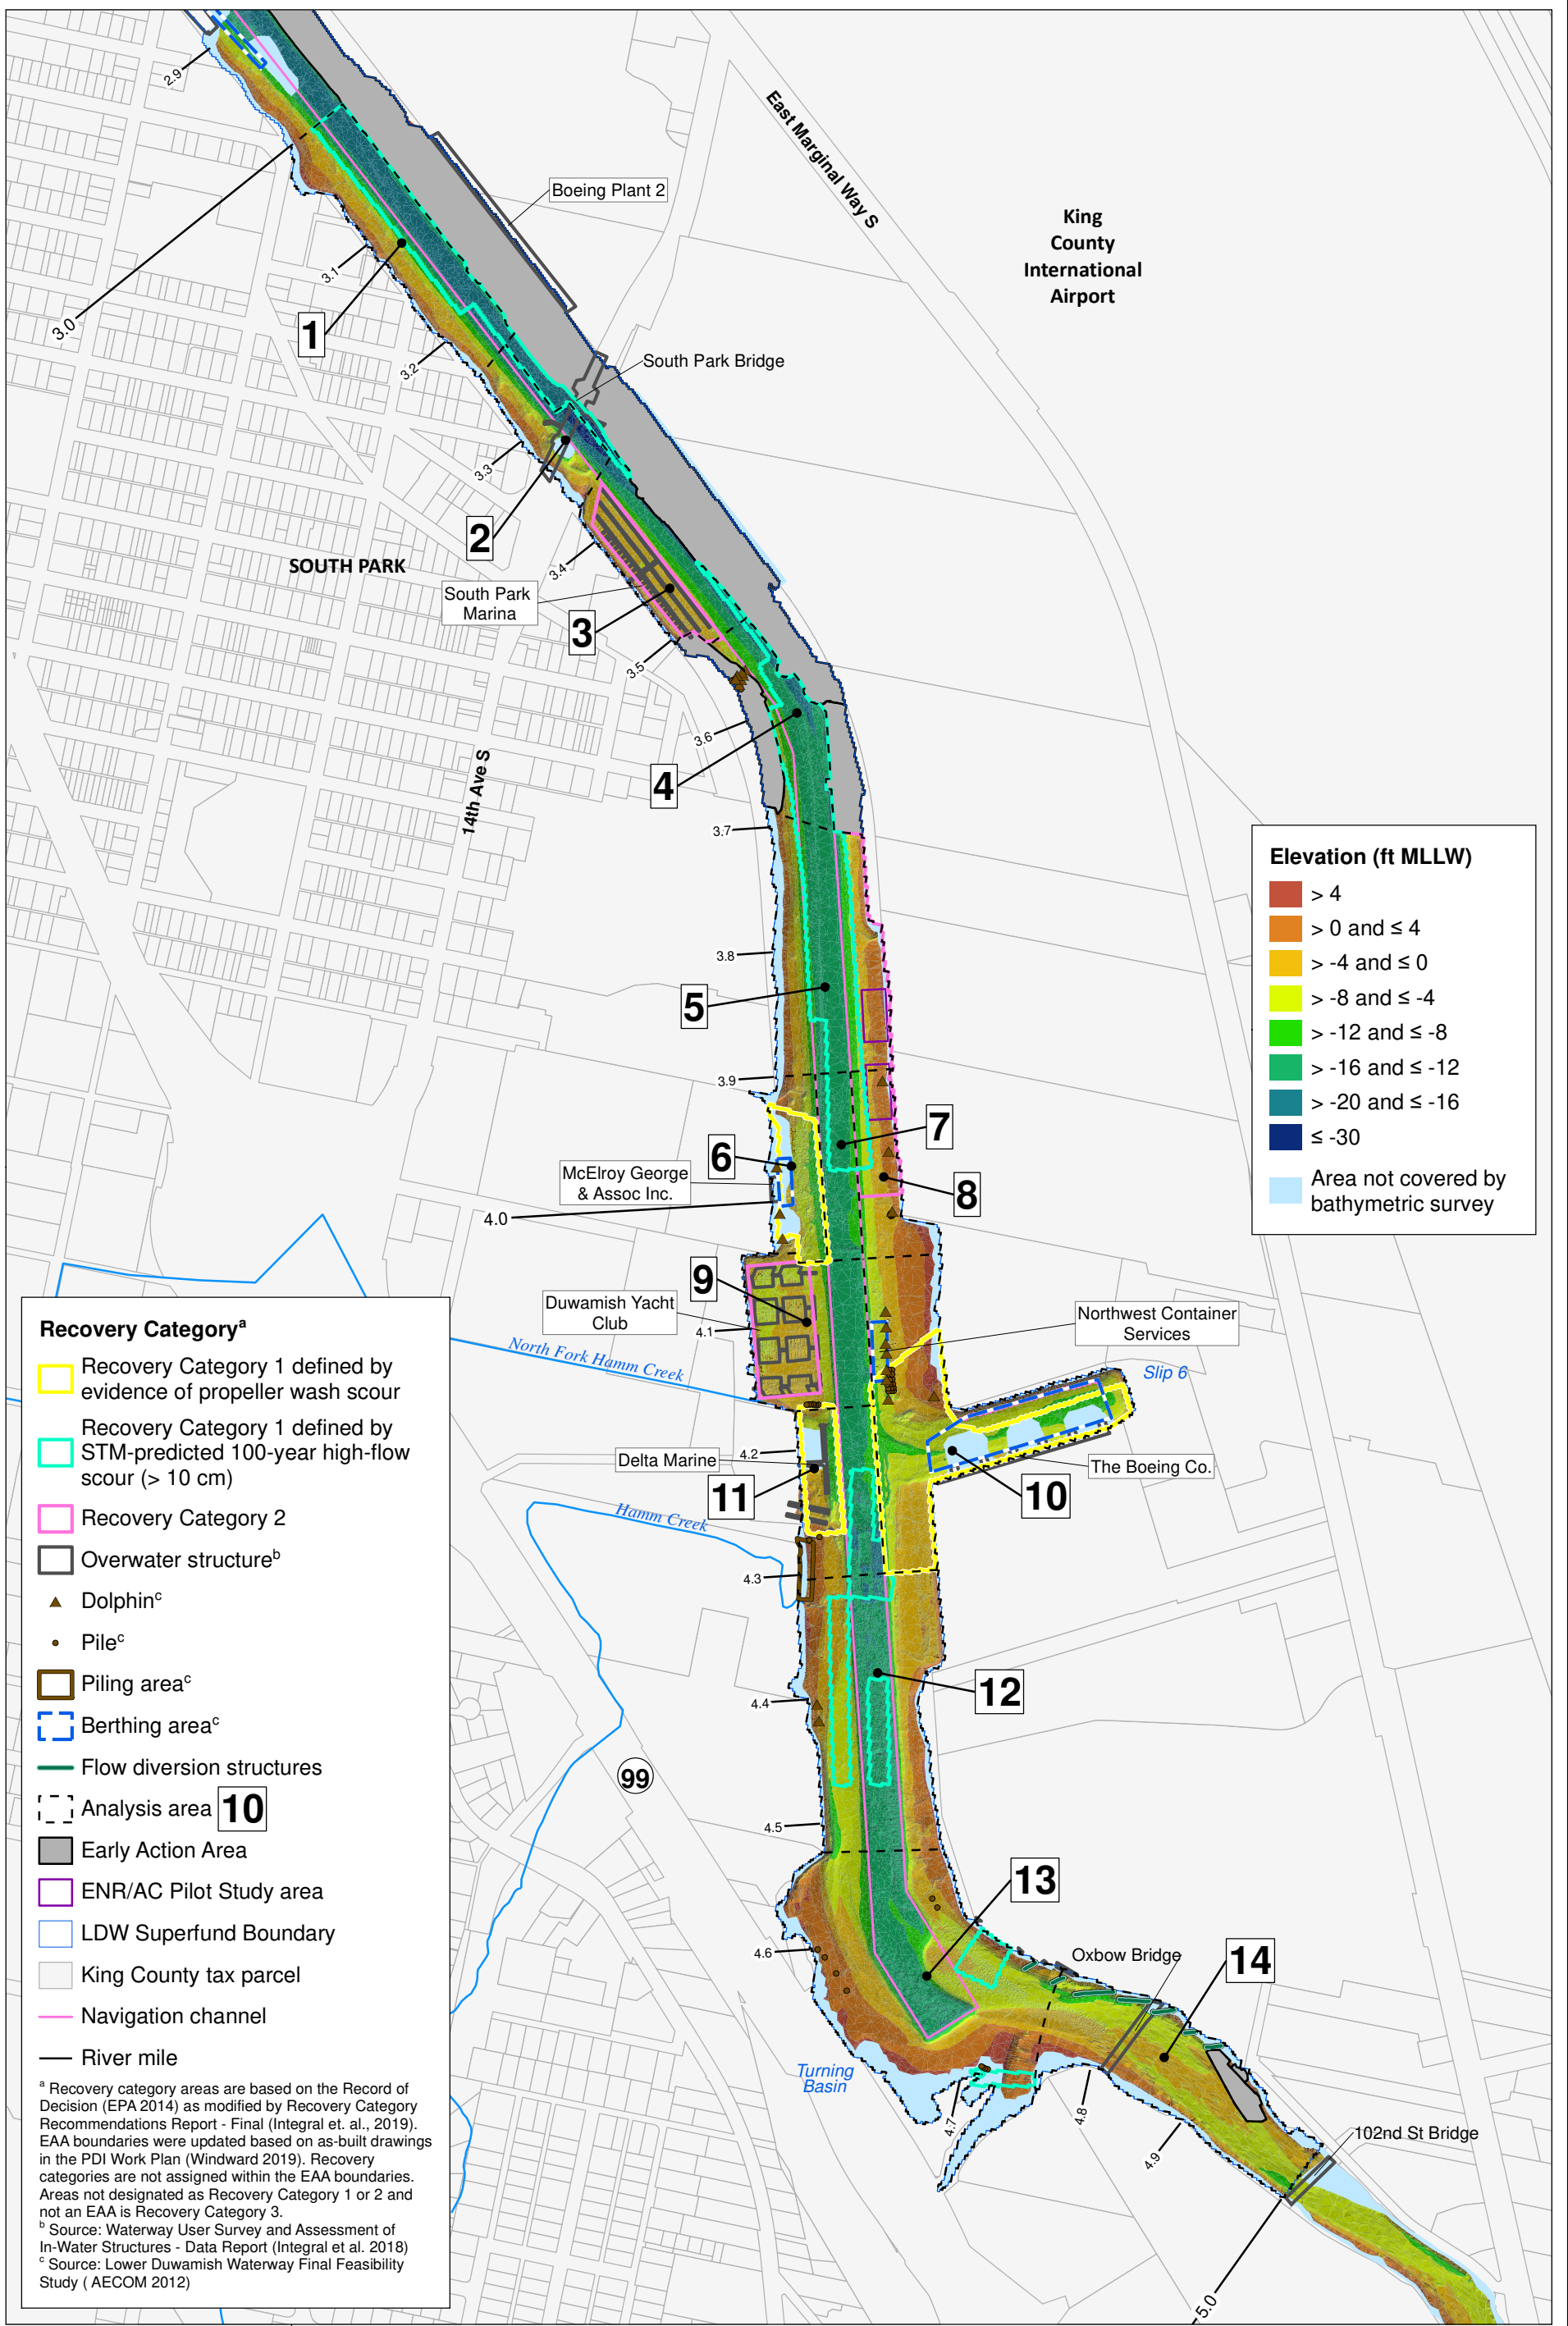 2.9
East Marginal Way S
Boeing Plant 2
King
County
International
Airport
3.1
3.0
1
3.2
South Park Bridge
3.3
2
SOUTH PARK
3.4
South Park
Marina
3
3.5
3.6
4
14th Ave S
3.7
Elevation (ft MLLW)
> 4
> 0 and ≤ 4
> -4 and ≤ 0
> -8 and ≤ -4
> -12 and ≤ -8
> -16 and ≤ -12
> -20 and ≤ -16
≤ -30
Area not covered by
bathymetric survey
3.8
5
3.9
7
6
McElroy George
& Assoc Inc.
8
4.0
9
Duwamish Yacht
Club
4.1
Northwest Container
Services
North Fork Hamm Creek
Slip 6
4.2
Delta Marine
The Boeing Co.
11
10
Hamm Creek
4.3
12
4.4
99
4.5
13
4.6
Oxbow Bridge
14
Turning
Basin
4.7
4.8
4.9
102nd St Bridge
5.0
Recovery Categoryᵃ
Recovery Category 1 defined by
evidence of propeller wash scour
Recovery Category 1 defined by
STM-predicted 100-year high-flow
scour (> 10 cm)
Recovery Category 2
Overwater structureᵇ
Dolphinᶜ
Pileᶜ
Piling areaᶜ
Berthing areaᶜ
Flow diversion structures
Analysis area 10
Early Action Area
ENR/AC Pilot Study area
LDW Superfund Boundary
King County tax parcel
Navigation channel
River mile
ᵃ Recovery category areas are based on the Record of
Decision (EPA 2014) as modified by Recovery Category
Recommendations Report - Final (Integral et. al., 2019).
EAA boundaries were updated based on as-built drawings
in the PDI Work Plan (Windward 2019). Recovery
categories are not assigned within the EAA boundaries.
Areas not designated as Recovery Category 1 or 2 and
not an EAA is Recovery Category 3.
ᵇ Source: Waterway User Survey and Assessment of
In-Water Structures - Data Report (Integral et al. 2018)
ᶜ Source: Lower Duwamish Waterway Final Feasibility
Study ( AECOM 2012)